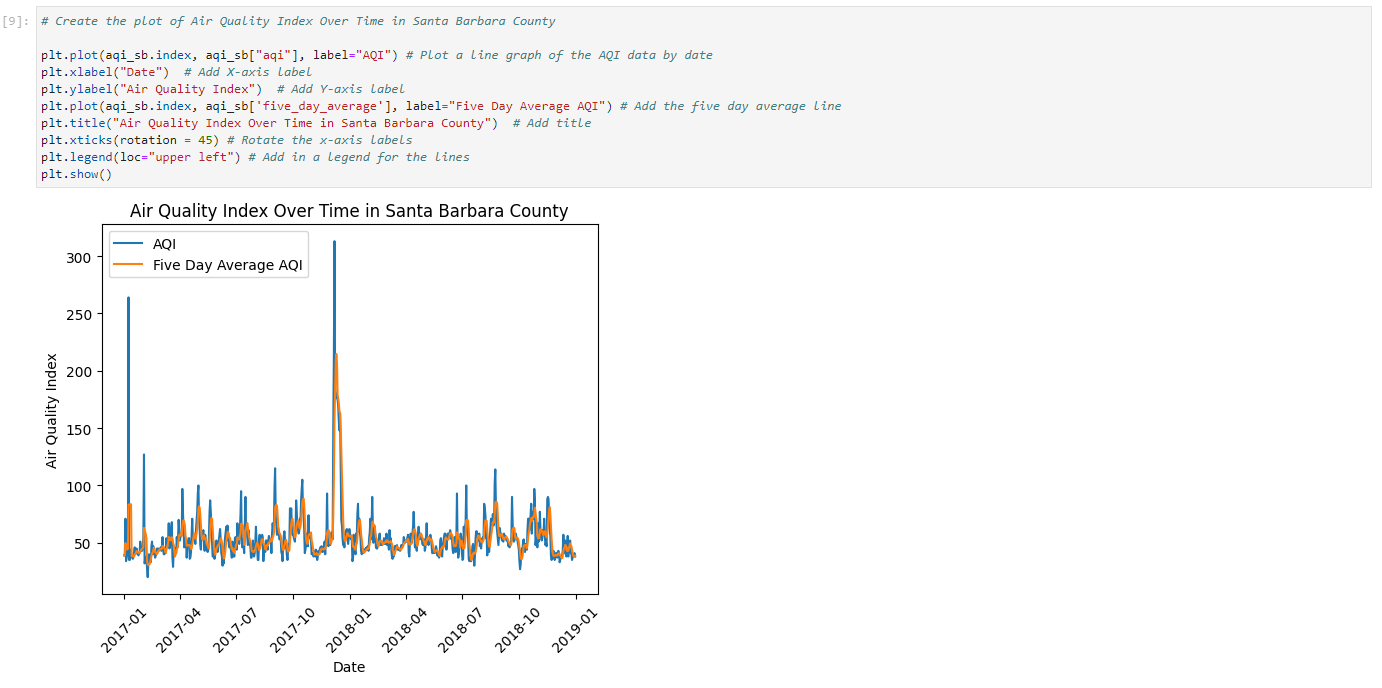 [9]:
# Create the plot of Air Quality Index Over Time in Santa Barbara County
plt.plot(aqi_sb.index, aqi_sb["aqi"], label="AQI") # Plot a line graph of the AQI data by date
plt.xlabel("Date")  # Add X-axis label
plt.ylabel("Air Quality Index")  # Add Y-axis label
plt.plot(aqi_sb.index, aqi_sb['five_day_average'], label="Five Day Average AQI") # Add the five day average line
plt.title("Air Quality Index Over Time in Santa Barbara County")  # Add title
plt.xticks(rotation = 45) # Rotate the x-axis labels
plt.legend(loc="upper left") # Add in a legend for the lines
plt.show()
Air Quality Index Over Time in Santa Barbara County
AQI
Five Day Average AQI
Air Quality Index
300
250
200
150
100
50
2017-01
2017-04
2017-07
2017-10
2018-01
2018-04
2018-07
2018-10
2019-01
Date